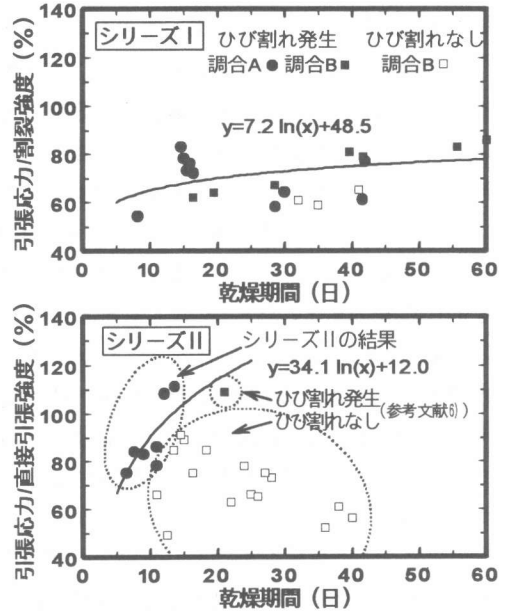 引張応力/割裂強度 (%)
140
120
100
80
60
40
シリーズI
ひび割れ発生 ひび割れなし
調合A ● 調合B ■ 調合B □
y=7.2 ln(x)+48.5
0 10 20 30 40 50 60
乾燥期間(日)
引張応力/直接引張強度 (%)
140
120
100
80
60
40
シリーズII
シリーズIIの結果
y=34.1 ln(x)+12.0
ひび割れ発生
ひび割れなし
(参考文献6))
0 10 20 30 40 50 60
乾燥期間(日)